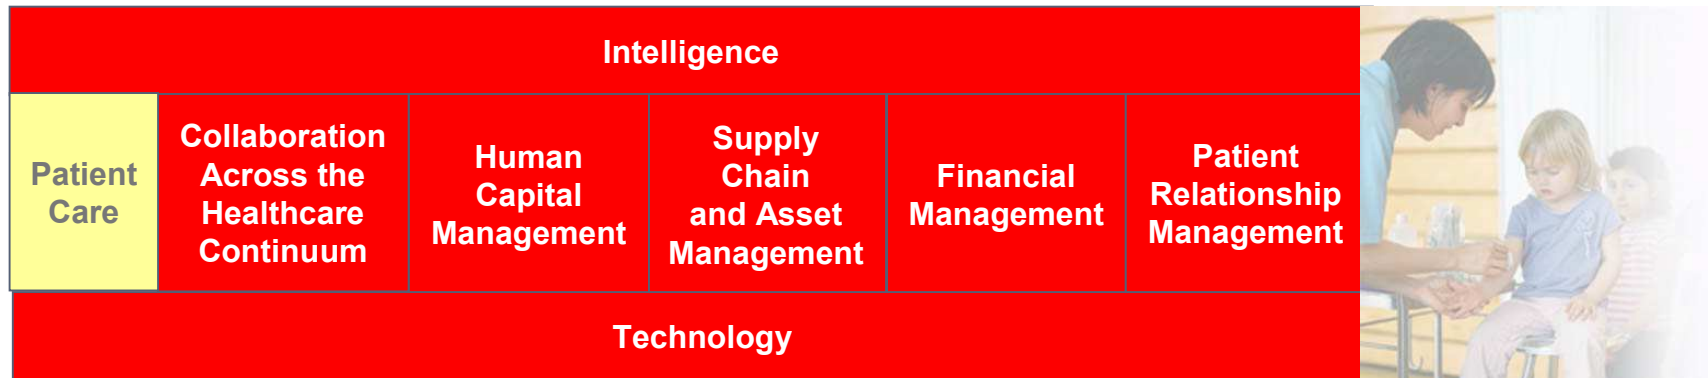 Intelligence
Patient
Care
Collaboration
Across the
Healthcare
Continuum
Human
Capital
Management
Supply
Chain
and Asset
Management
Financial
Management
Patient
Relationship
Management
Technology